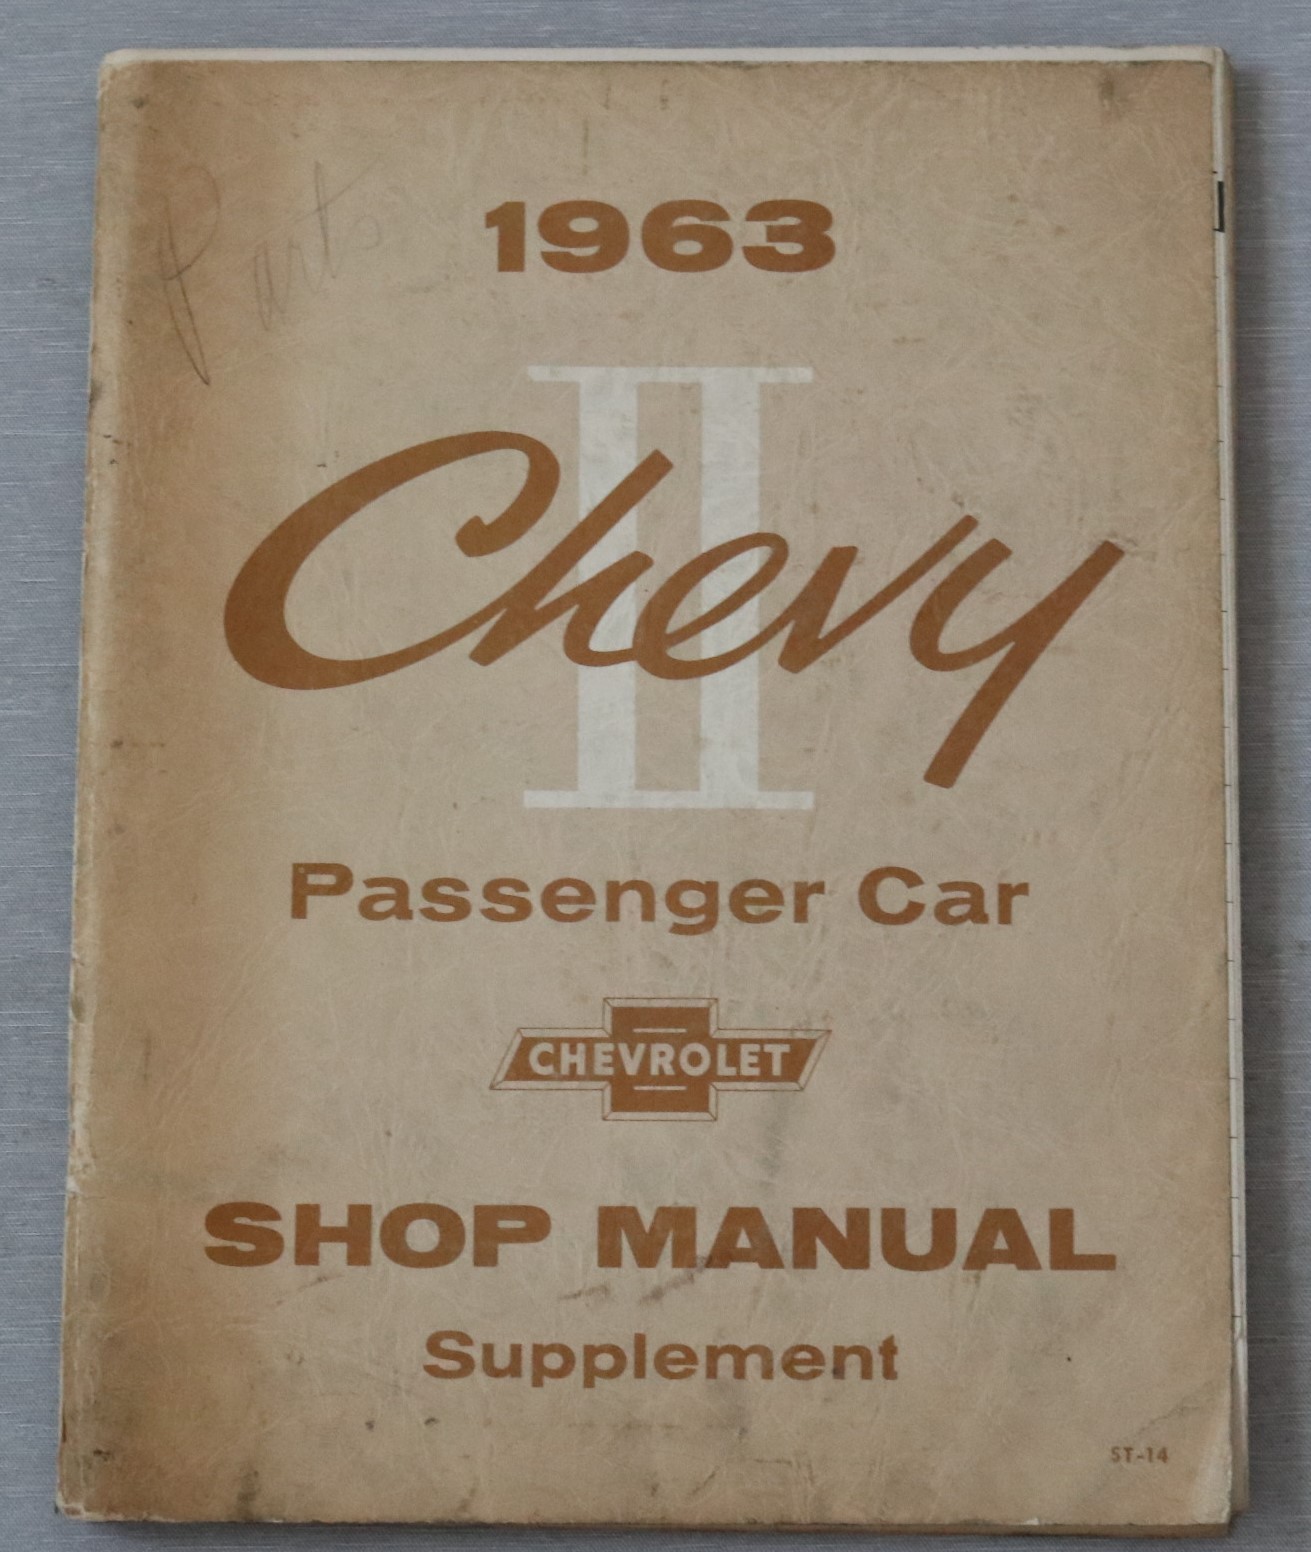 1963
Parts
II
Chevy
Passenger Car
CHEVROLET
SHOP MANUAL
Supplement
ST-14